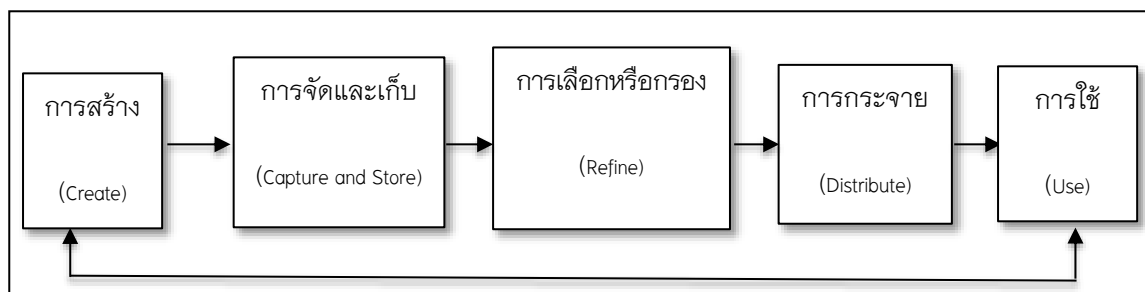 การสร้าง
(Create)
การจัดและเก็บ
(Capture and Store)
การเลือกหรือกรอง
(Refine)
การกระจาย
(Distribute)
การใช้
(Use)